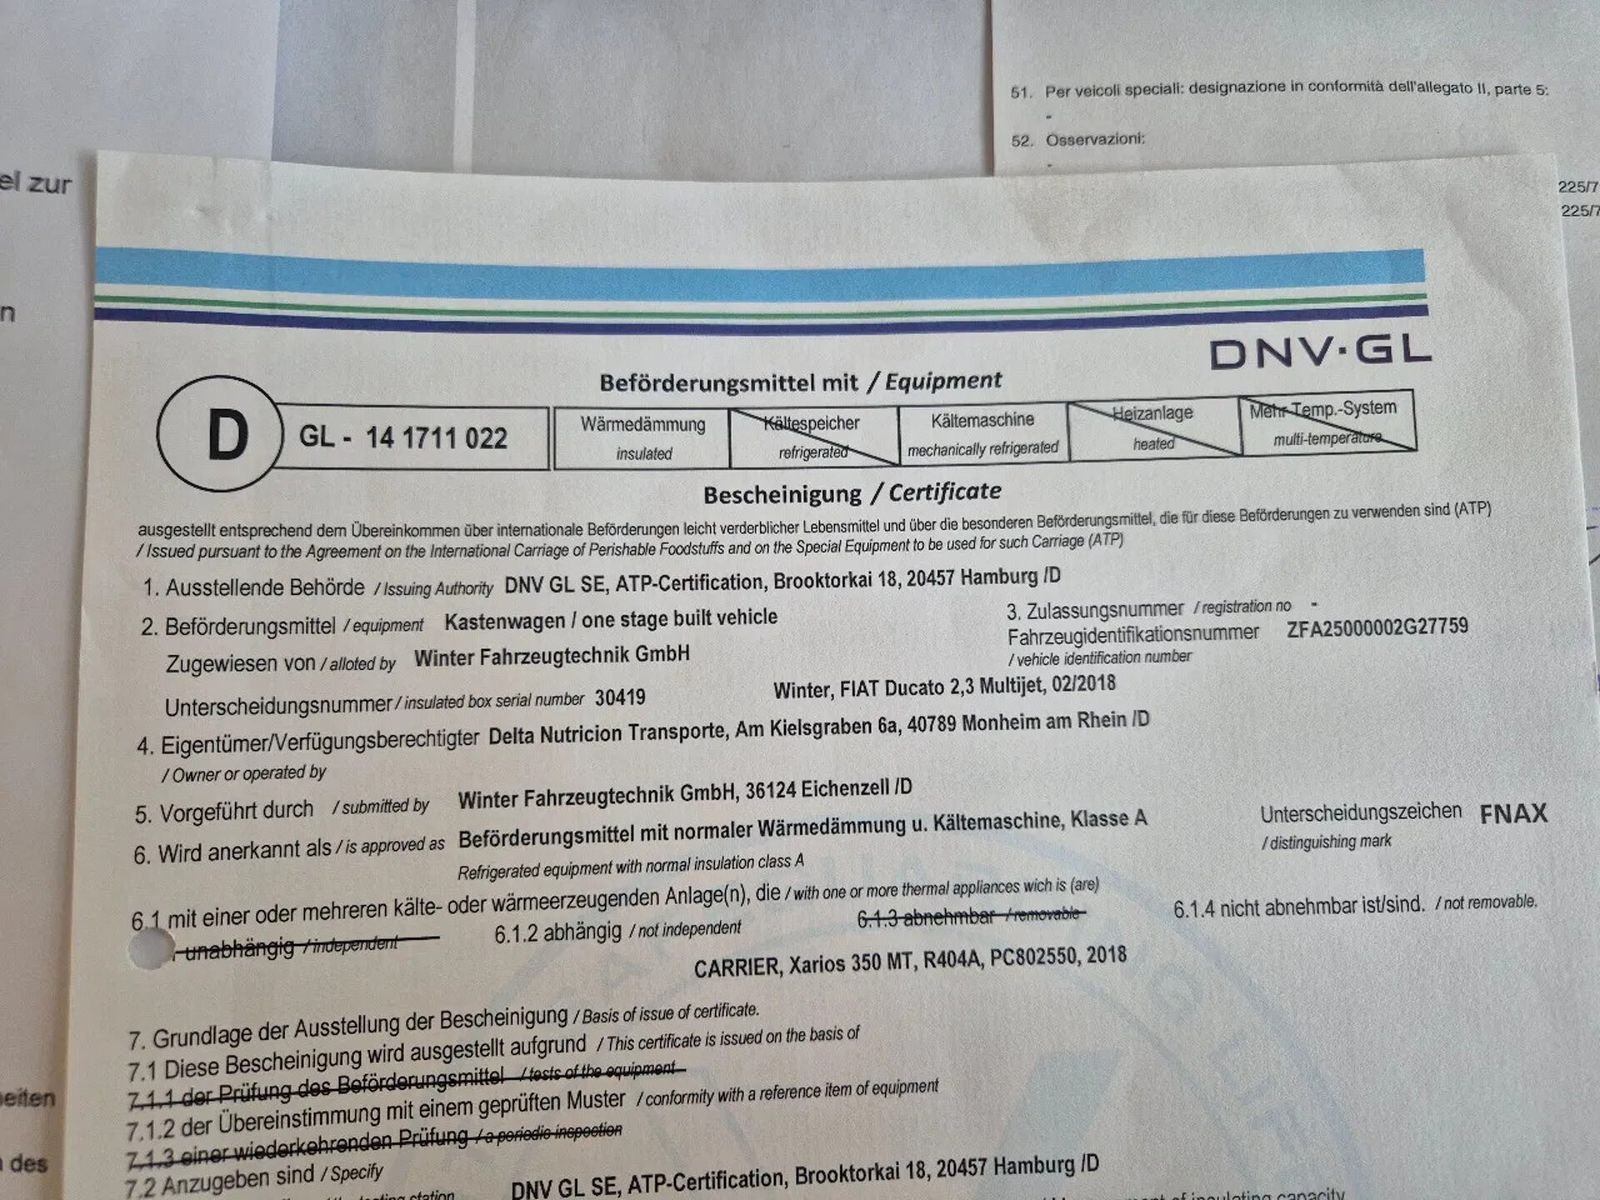 51. Per veicoli speciali: designazione in conformità dell'allegato II, parte 5:
-
52. Osservazioni:
-
el zur
225/7
225/7
n
DNV·GL
Beförderungsmittel mit / Equipment
D
GL - 14 1711 022
Wärmedämmung
insulated
Kältespeicher
refrigerated
Kältemaschine
mechanically refrigerated
Heizanlage
heated
Mehr-Temp.-System
multi-temperature
Bescheinigung / Certificate
ausgestellt entsprechend dem Übereinkommen über internationale Beförderungen leicht verderblicher Lebensmittel und über die besonderen Beförderungsmittel, die für diese Beförderungen zu verwenden sind (ATP)
/ Issued pursuant to the Agreement on the International Carriage of Perishable Foodstuffs and on the Special Equipment to be used for such Carriage (ATP)
1. Ausstellende Behörde / Issuing Authority DNV GL SE, ATP-Certification, Brooktorkai 18, 20457 Hamburg /D
2. Beförderungsmittel / equipment Kastenwagen / one stage built vehicle
3. Zulassungsnummer / registration no -
Fahrzeugidentifikationsnummer ZFA25000002G27759
/ vehicle identification number
Zugewiesen von / alloted by Winter Fahrzeugtechnik GmbH
Unterscheidungsnummer / insulated box serial number 30419 Winter, FIAT Ducato 2,3 Multijet, 02/2018
4. Eigentümer/Verfügungsberechtigter Delta Nutricion Transporte, Am Kielsgraben 6a, 40789 Monheim am Rhein /D
/ Owner or operated by
5. Vorgeführt durch / submitted by Winter Fahrzeugtechnik GmbH, 36124 Eichenzell /D
6. Wird anerkannt als / is approved as Beförderungsmittel mit normaler Wärmedämmung u. Kältemaschine, Klasse A
Refrigerated equipment with normal insulation class A
Unterscheidungszeichen FNAX
/ distinguishing mark
6.1 mit einer oder mehreren kälte- oder wärmeerzeugenden Anlage(n), die / with one or more thermal appliances wich is (are)
unabhängig / independent 6.1.2 abhängig / not independent 6.1.3 abnehmbar / removable 6.1.4 nicht abnehmbar ist/sind. / not removable.
CARRIER, Xarios 350 MT, R404A, PC802550, 2018
7. Grundlage der Ausstellung der Bescheinigung / Basis of issue of certificate.
7.1 Diese Bescheinigung wird ausgestellt aufgrund / This certificate is issued on the basis of
7.1.1 der Prüfung des Beförderungsmittel / tests of the equipment
7.1.2 der Übereinstimmung mit einem geprüften Muster / conformity with a reference item of equipment
7.1.3 einer wiederkehrenden Prüfung / a periodic inspection
7.2 Anzugeben sind / Specify
DNV GL SE, ATP-Certification, Brooktorkai 18, 20457 Hamburg /D
eiten
des
testing station
of insulating capacity